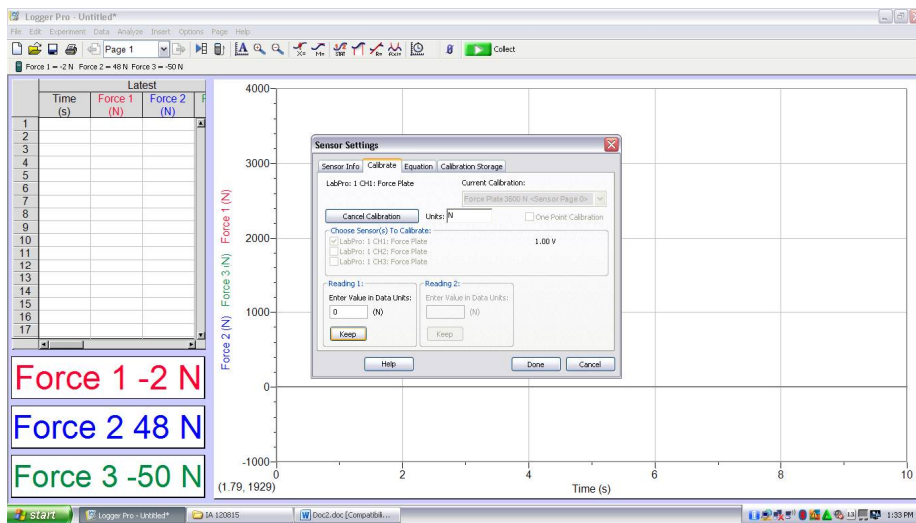 Logger Pro - Untitled*
File Edit Experiment Data Analyze Insert Options Page Help
Page 1
Collect
Force 1 = -2 N Force 2 = 48 N Force 3 = -50 N
Latest
Time Force 1 Force 2 F
(s) (N) (N)
1
2
3
4
5
6
7
8
9
10
11
12
13
14
15
16
17
Force 1 -2 N
Force 2 48 N
Force 3 -50 N
Force 2 (N) Force 3 (N) Force 1 (N)
4000
3000
2000
1000
0
-1000
0 2 4 6 8 10
(1.79, 1929)
Time (s)
Sensor Settings
Sensor Info Calibrate Equation Calibration Storage
LabPro: 1 CH1: Force Plate Current Calibration:
Force Plate 3500 N <Sensor Page 0>
Cancel Calibration Units: N One Point Calibration
Choose Sensor(s) To Calibrate:
LabPro: 1 CH1: Force Plate 1.00 V
LabPro: 1 CH2: Force Plate
LabPro: 1 CH3: Force Plate
Reading 1: Reading 2:
Enter Value in Data Units: Enter Value in Data Units:
0 (N) (N)
Keep Keep
Help Done Cancel
start Logger Pro - Untitled* IA 120815 Doc2.doc [Compatibili... 1:33 PM